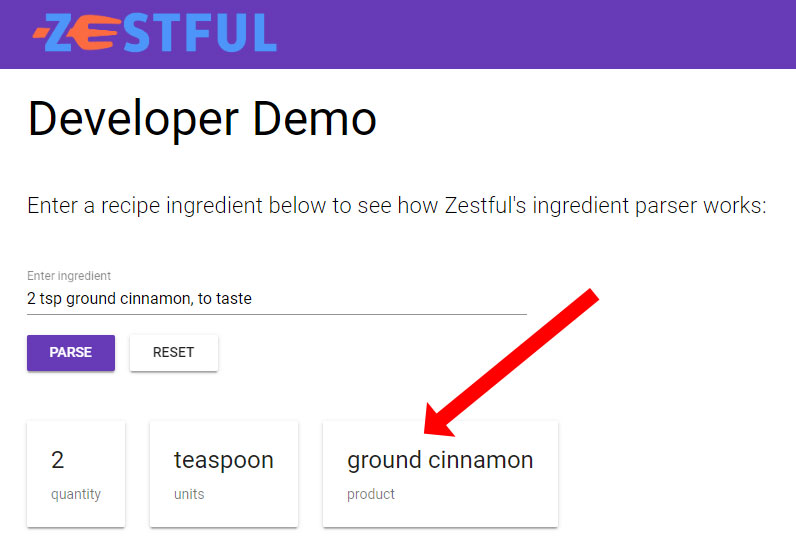 ZESTFUL
Developer Demo
Enter a recipe ingredient below to see how Zestful's ingredient parser works:
Enter ingredient
2 tsp ground cinnamon, to taste
PARSE RESET
2 teaspoon ground cinnamon
quantity units product